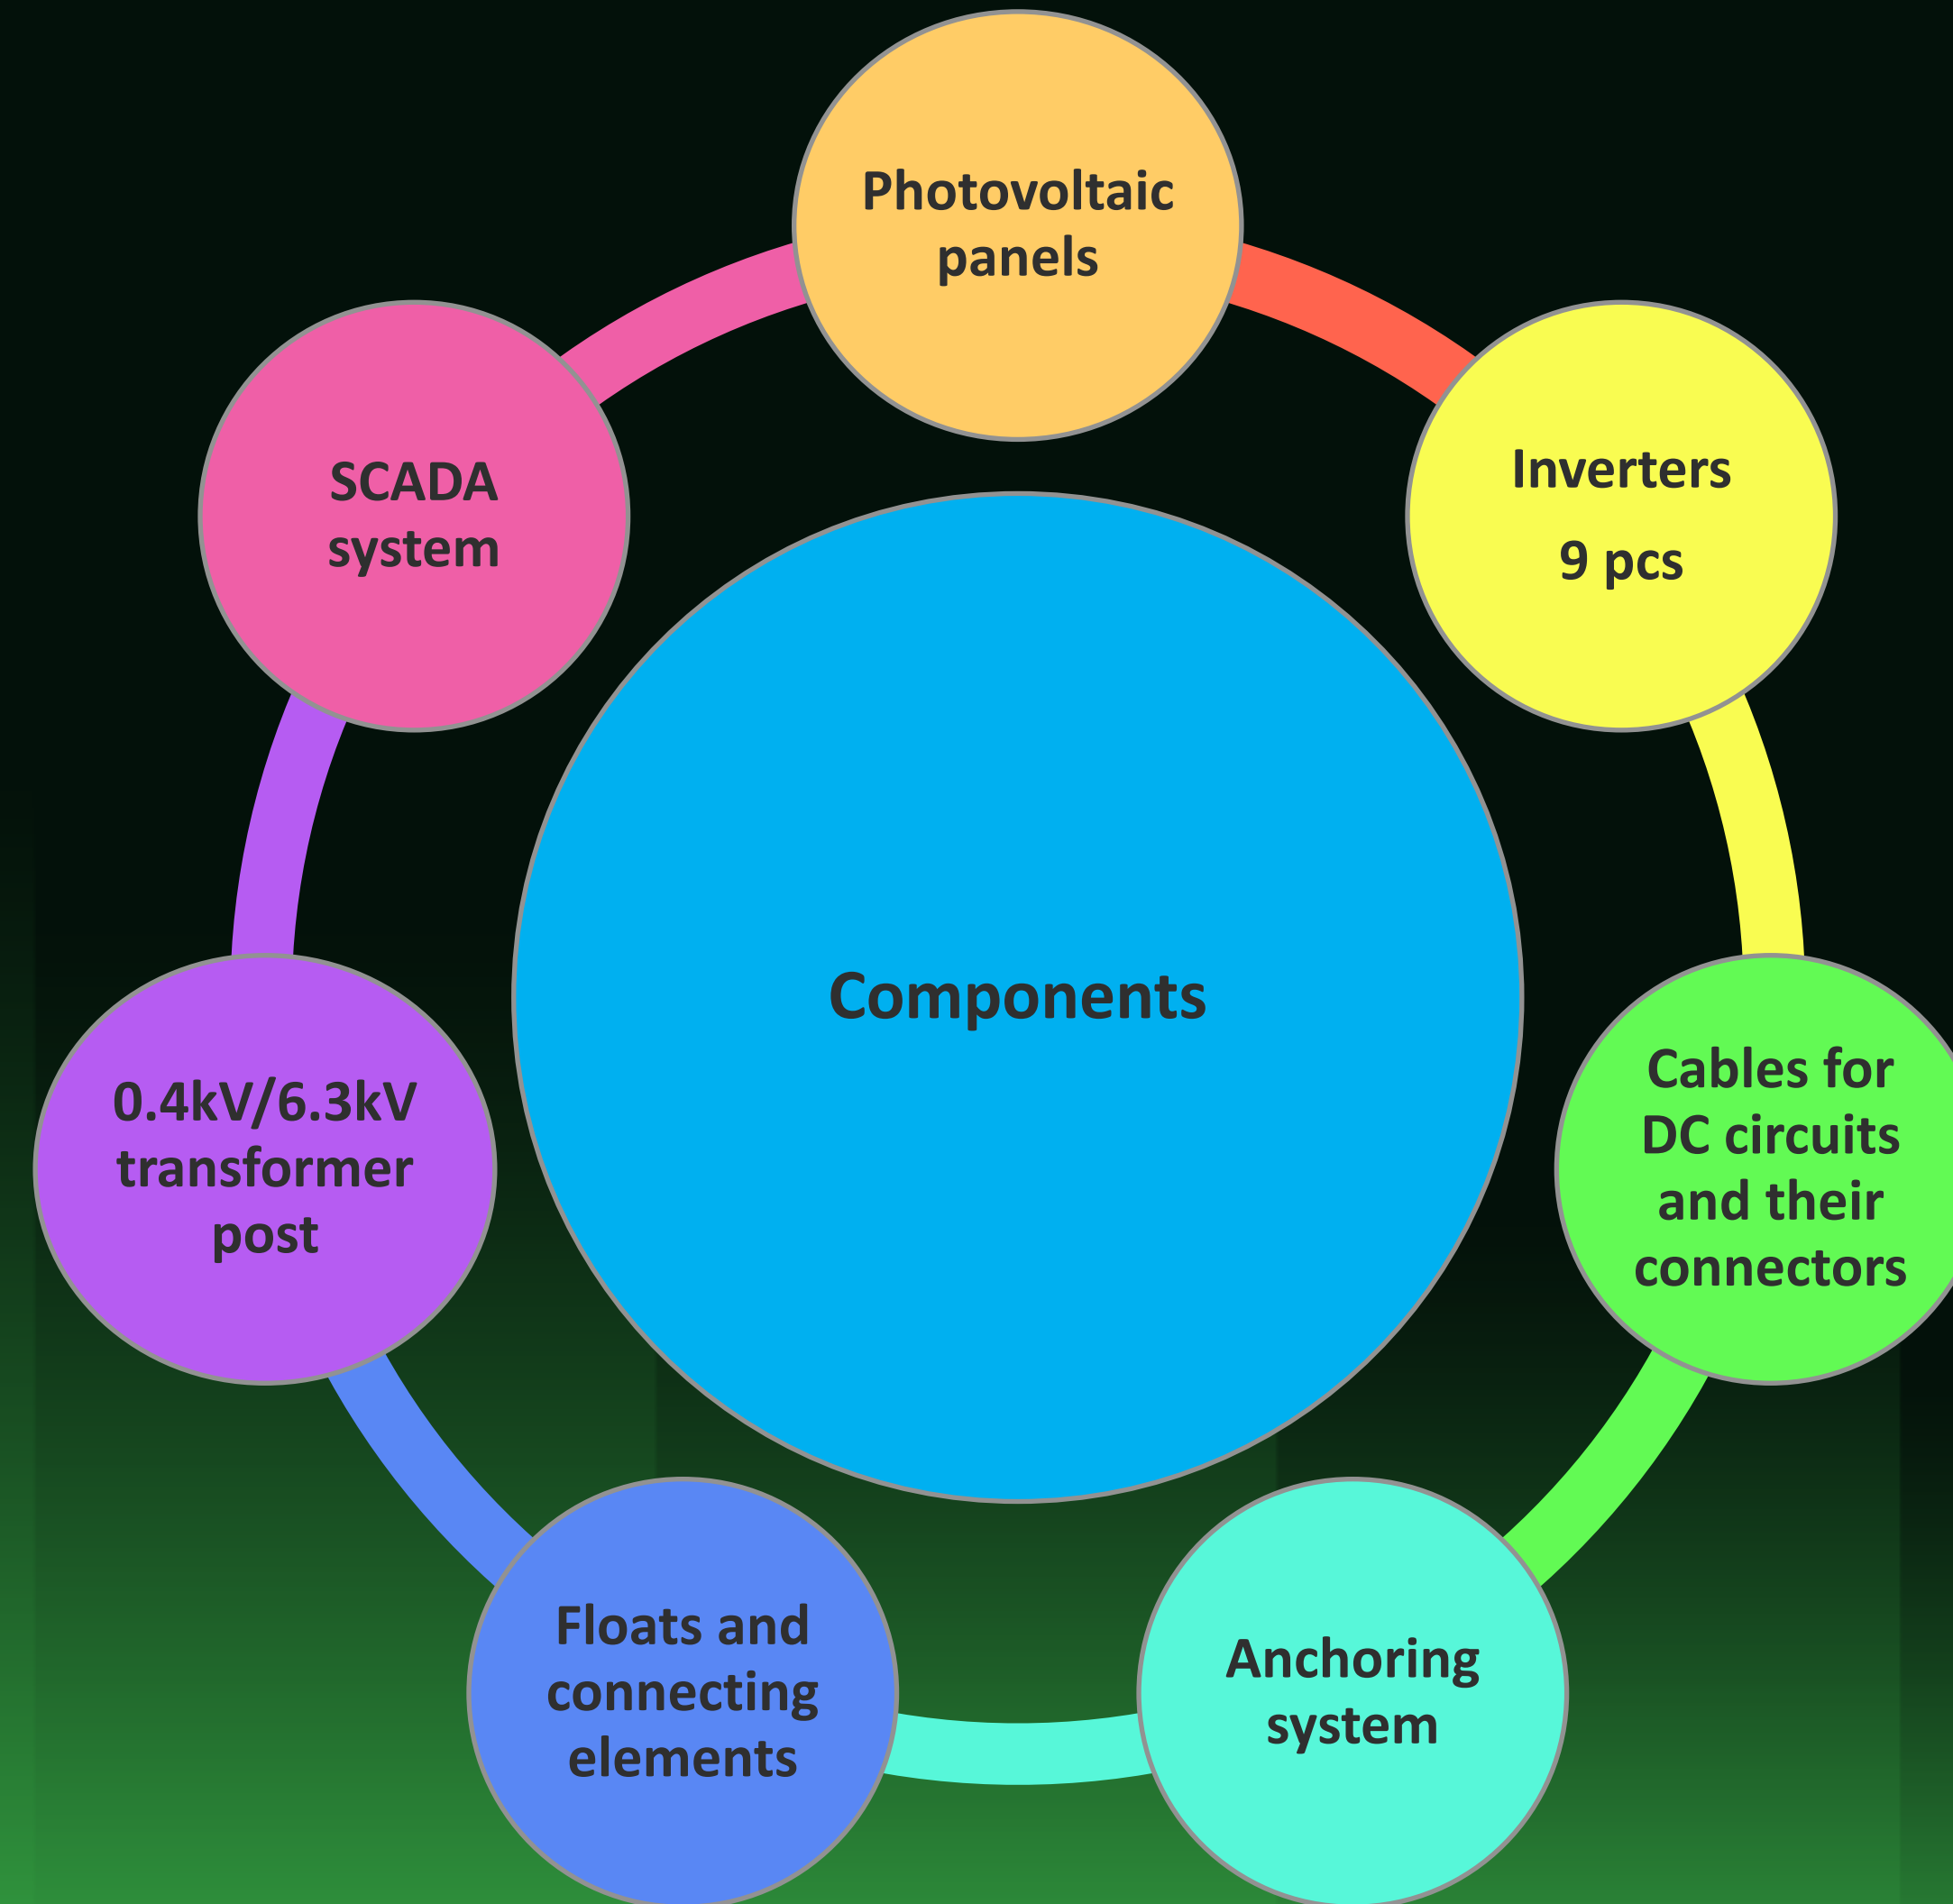 Photovoltaic
panels
Inverters
9 pcs
Cables for
DC circuits
and their
connectors
Anchoring
system
Floats and
connecting
elements
0.4kV/6.3kV
transformer
post
SCADA
system
Components